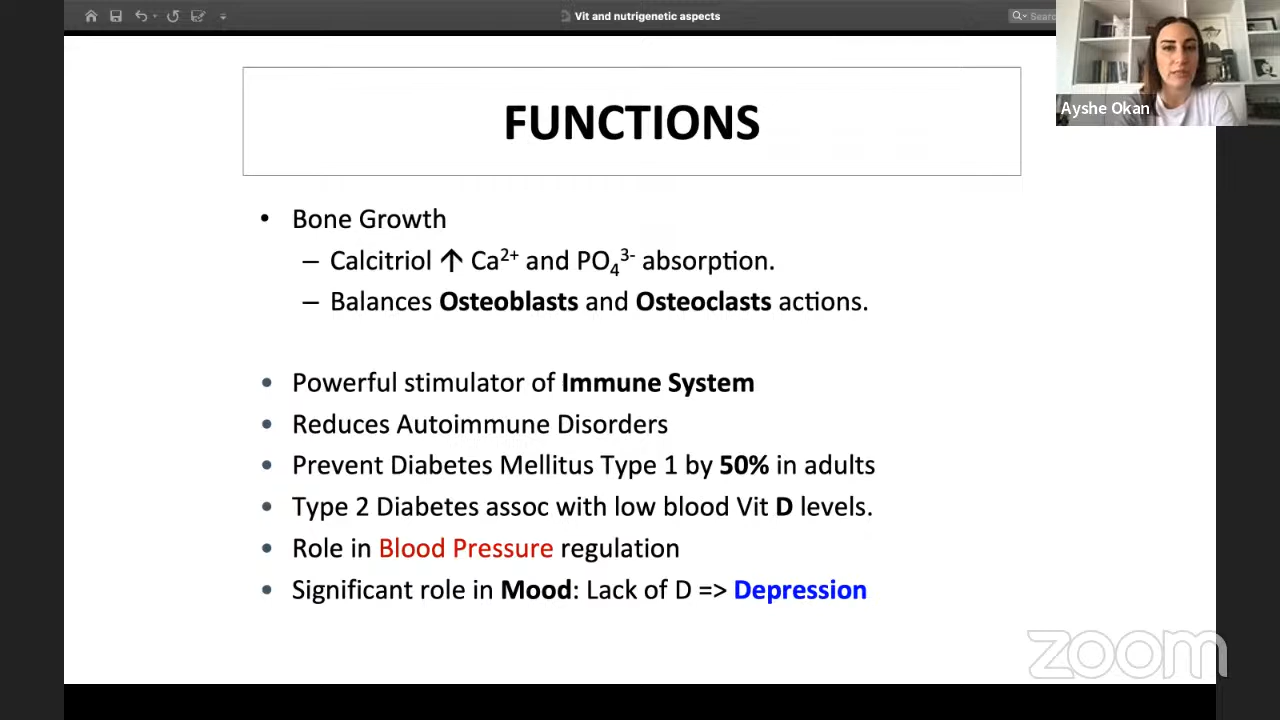 Vit and nutrigenetic aspects
Sear
Ayshe Okan
FUNCTIONS
• Bone Growth
– Calcitriol ↑ Ca²⁺ and PO₄³⁻ absorption.
– Balances Osteoblasts and Osteoclasts actions.
• Powerful stimulator of Immune System
• Reduces Autoimmune Disorders
• Prevent Diabetes Mellitus Type 1 by 50% in adults
• Type 2 Diabetes assoc with low blood Vit D levels.
• Role in Blood Pressure regulation
• Significant role in Mood: Lack of D => Depression
zoom